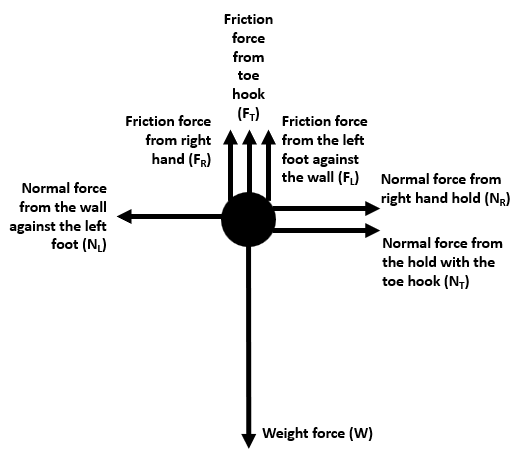 Friction
force
from
toe
hook
(FT)
Friction force
from right
hand (FR)
Friction force
from the left
foot against
the wall (FL)
Normal force
from the wall
against the left
foot (NL)
Normal force from
right hand hold (NR)
Normal force from
the hold with the
toe hook (NT)
Weight force (W)